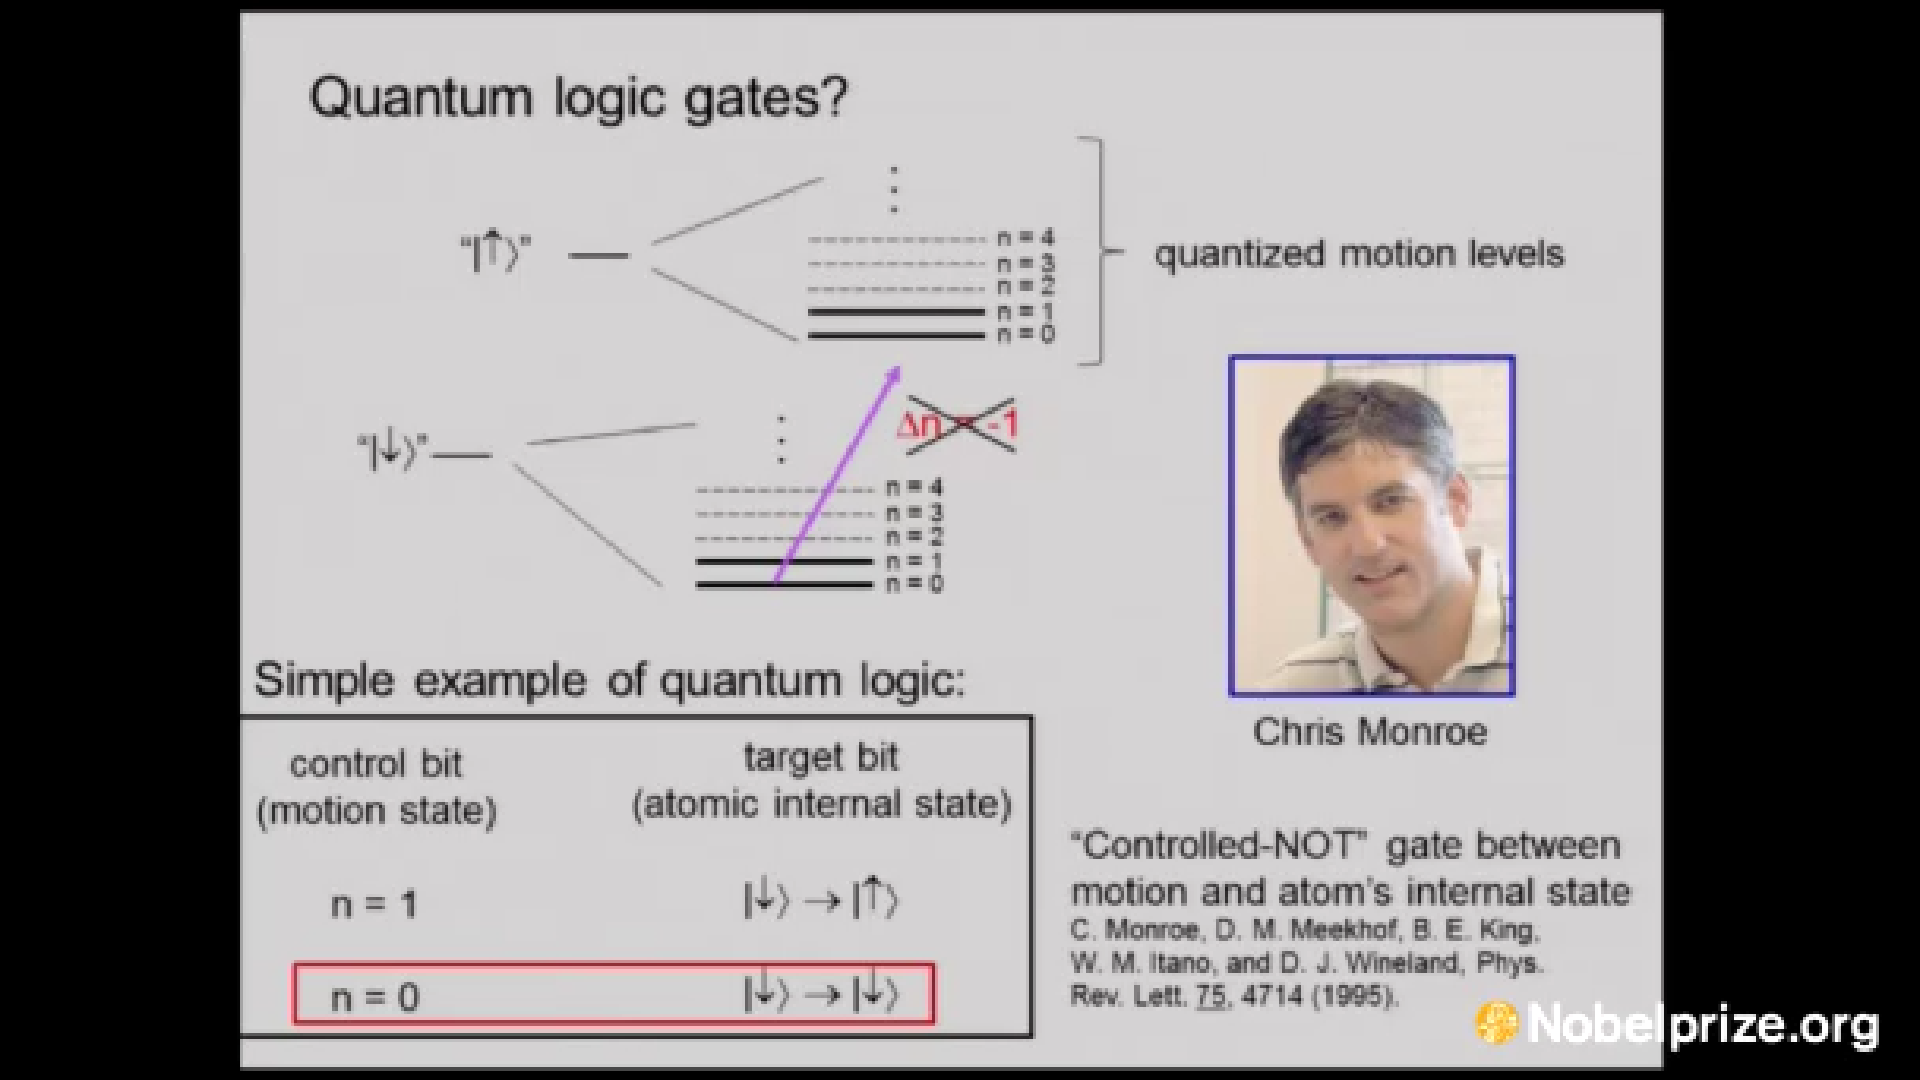 Quantum logic gates?
"|↑⟩"
n = 4
n = 3
n = 2
n = 1
n = 0
quantized motion levels
Δn = -1
"|↓⟩"
n = 4
n = 3
n = 2
n = 1
n = 0
Chris Monroe
Simple example of quantum logic:
control bit
(motion state)
target bit
(atomic internal state)
n = 1
|↓⟩ → |↑⟩
n = 0
|↓⟩ → |↓⟩
"Controlled-NOT" gate between
motion and atom's internal state
C. Monroe, D. M. Meekhof, B. E. King,
W. M. Itano, and D. J. Wineland, Phys.
Rev. Lett. 75, 4714 (1995).
Nobelprize.org